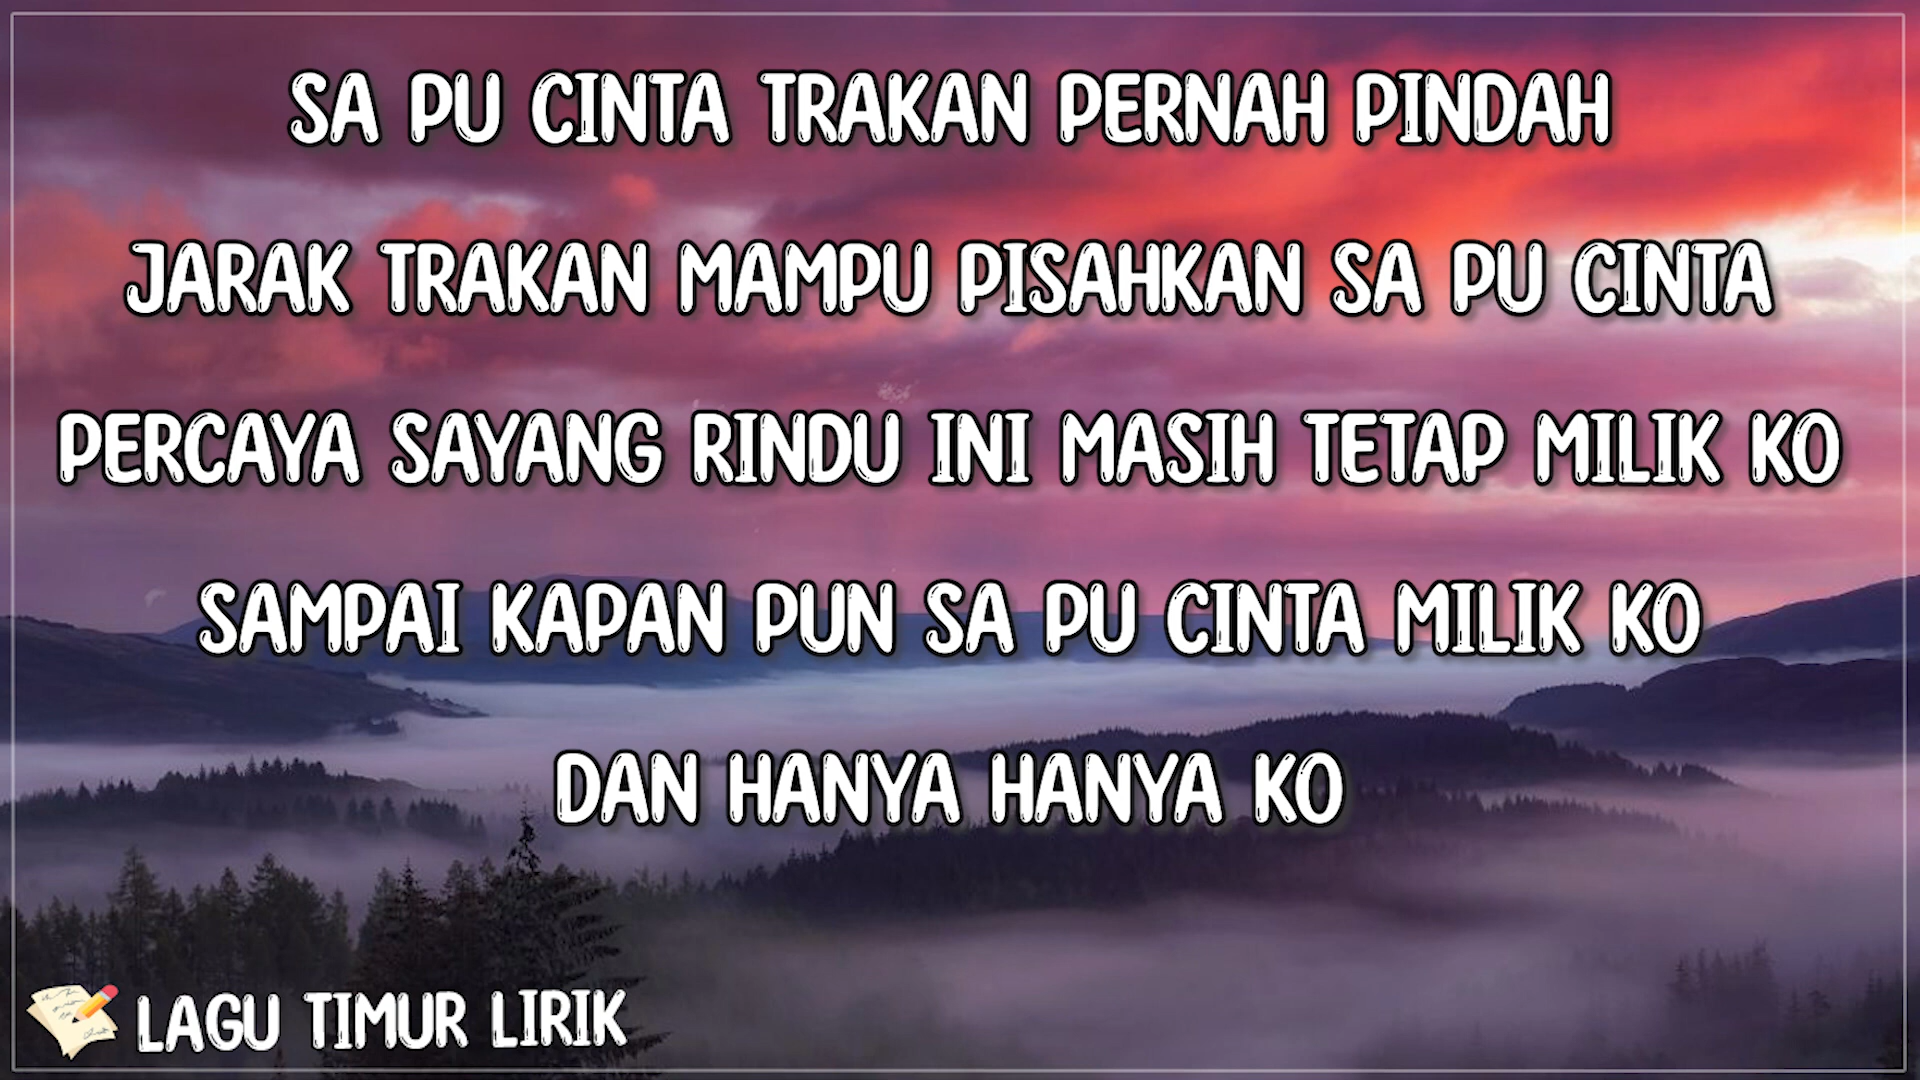 SA PU CINTA TRAKAN PERNAH PINDAH
JARAK TRAKAN MAMPU PISAHKAN SA PU CINTA
PERCAYA SAYANG RINDU INI MASIH TETAP MILIK KO
SAMPAI KAPAN PUN SA PU CINTA MILIK KO
DAN HANYA HANYA KO
LAGU TIMUR LIRIK